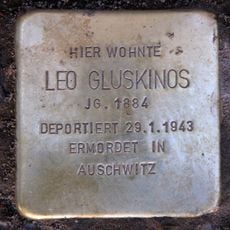 HIER WOHNTE
LEO GLUSKINOS
JG. 1884
DEPORTIERT 29.1.1943
ERMORDET IN
AUSCHWITZ